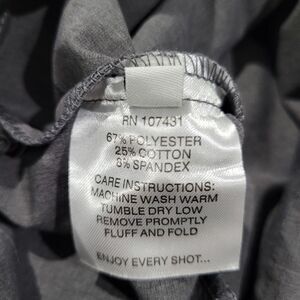 RN 107431
67% POLYESTER
25% COTTON
8% SPANDEX
CARE INSTRUCTIONS:
MACHINE WASH WARM
TUMBLE DRY LOW
REMOVE PROMPTLY
FLUFF AND FOLD
ENJOY EVERY SHOT...